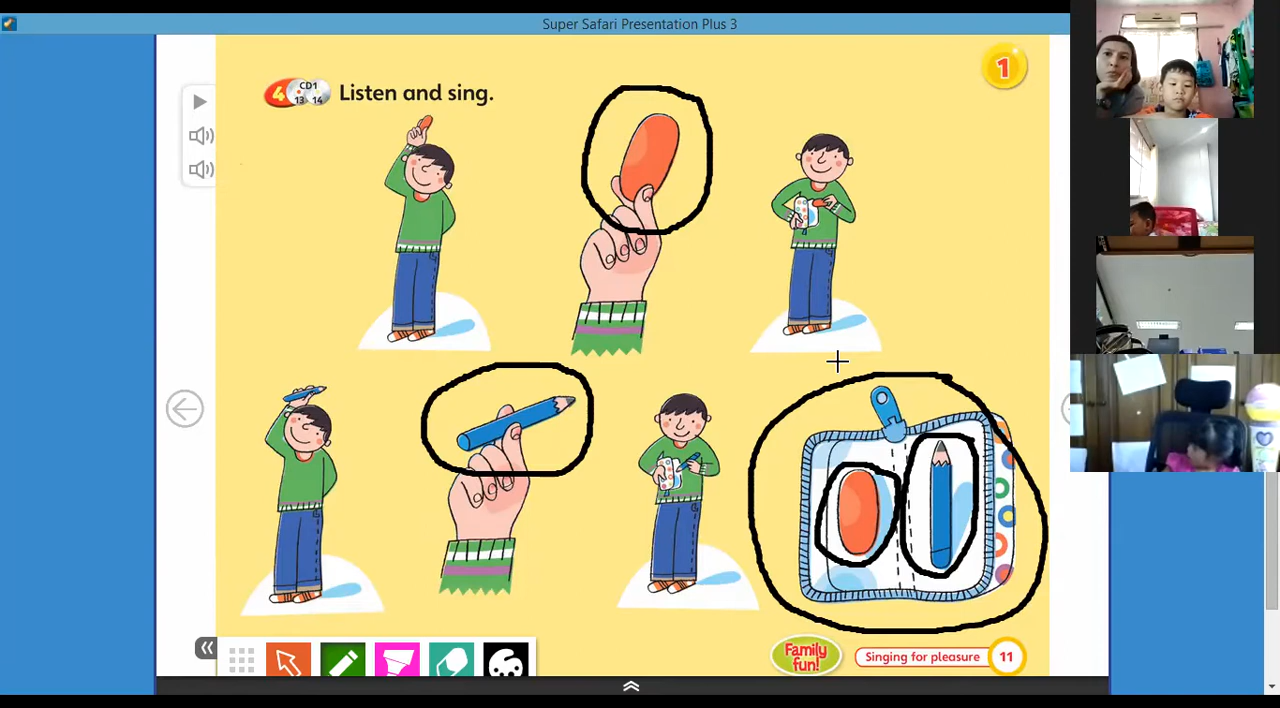 Super Safari Presentation Plus 3
1
4 CD1 13 14 Listen and sing.
Family fun! Singing for pleasure 11